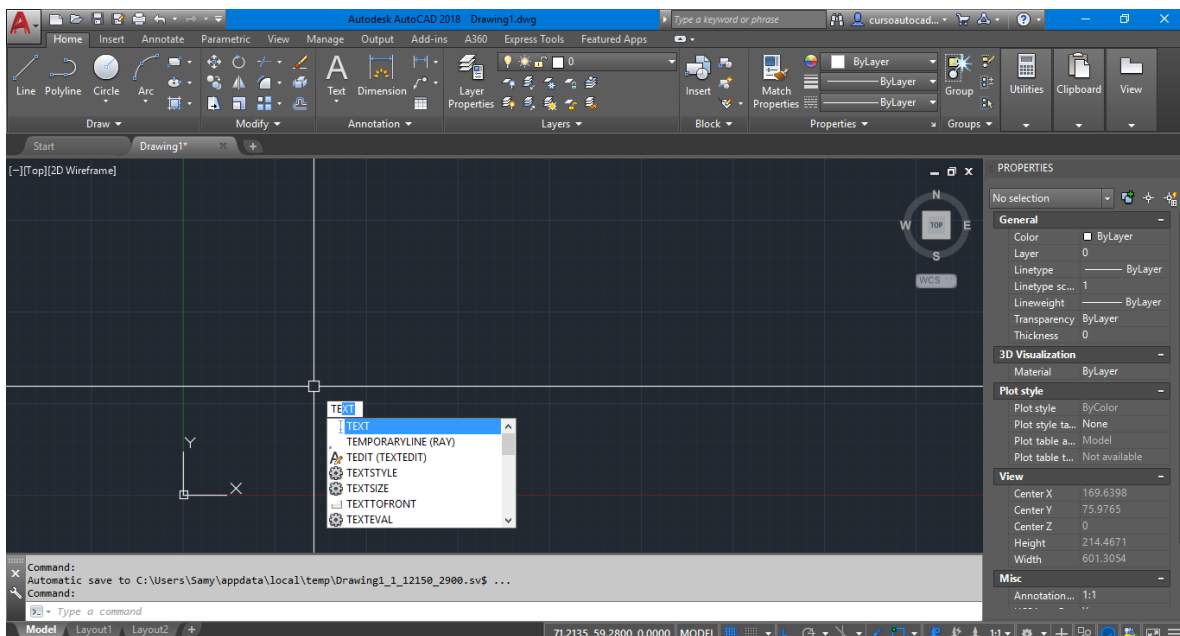 Autodesk AutoCAD 2018 Drawing1.dwg
Type a keyword or phrase
cursoautocad...
Home Insert Annotate Parametric View Manage Output Add-ins A360 Express Tools Featured Apps
Line Polyline Circle Arc
Text Dimension
Layer Properties
0
Insert
Match Properties
ByLayer
ByLayer
ByLayer
Group
Utilities Clipboard View
Draw Modify Annotation Layers Block Properties Groups
Start Drawing1* +
[−][Top][2D Wireframe]
N
W TOP E
S
WCS
TEXT
TEXT
TEMPORARYLINE (RAY)
TEDIT (TEXTEDIT)
TEXTSTYLE
TEXTSIZE
TEXTTOFRONT
TEXTEVAL
Y
X
PROPERTIES
No selection
General
Color ByLayer
Layer 0
Linetype ByLayer
Linetype sc... 1
Lineweight ByLayer
Transparency ByLayer
Thickness 0
3D Visualization
Material ByLayer
Plot style
Plot style ByColor
Plot style ta... None
Plot table a... Model
Plot table t... Not available
View
Center X 169.6398
Center Y 75.9765
Center Z 0
Height 214.4671
Width 601.3054
Misc
Annotation... 1:1
Command:
Automatic save to C:\Users\Samy\appdata\local\temp\Drawing1_1_12150_2900.sv$ ...
Command:
Type a command
Model Layout1 Layout2 +
71.2135, 59.2800, 0.0000 MODEL 1:1